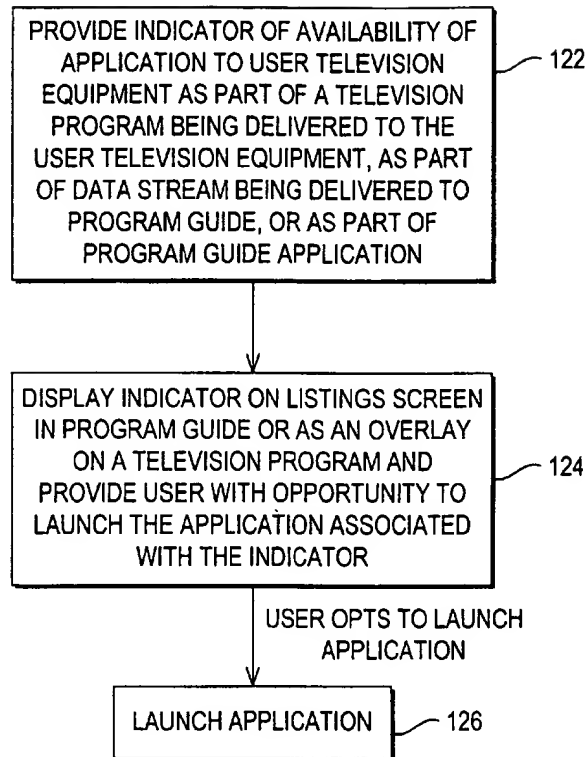 PROVIDE INDICATOR OF AVAILABILITY OF
APPLICATION TO USER TELEVISION
EQUIPMENT AS PART OF A TELEVISION
PROGRAM BEING DELIVERED TO THE
USER TELEVISION EQUIPMENT, AS PART
OF DATA STREAM BEING DELIVERED TO
PROGRAM GUIDE, OR AS PART OF
PROGRAM GUIDE APPLICATION
122
DISPLAY INDICATOR ON LISTINGS SCREEN
IN PROGRAM GUIDE OR AS AN OVERLAY
ON A TELEVISION PROGRAM AND
PROVIDE USER WITH OPPORTUNITY TO
LAUNCH THE APPLICATION ASSOCIATED
WITH THE INDICATOR
124
USER OPTS TO LAUNCH
APPLICATION
LAUNCH APPLICATION
126